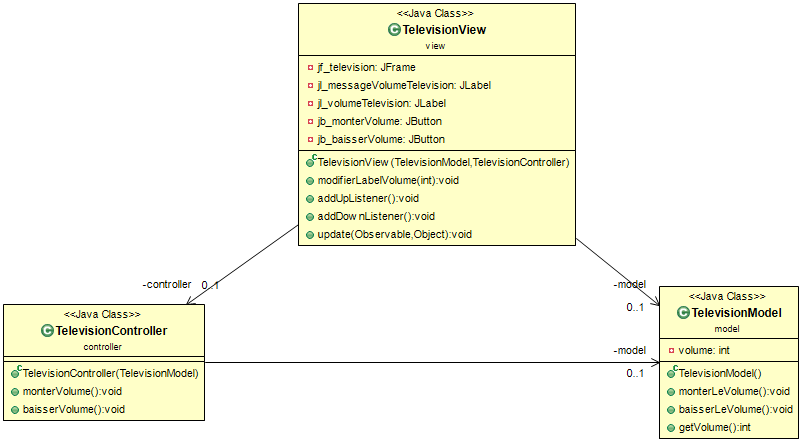 <<Java Class>>
TelevisionView
view
jf_television: JFrame
jl_messageVolumeTelevision: JLabel
jl_volumeTelevision: JLabel
jb_monterVolume: JButton
jb_baisserVolume: JButton
TelevisionView(TelevisionModel,TelevisionController)
modifierLabelVolume(int):void
addUpListener():void
addDownListener():void
update(Observable,Object):void
-controller 0..1
-model
0..1
<<Java Class>>
TelevisionController
controller
TelevisionController(TelevisionModel)
monterVolume():void
baisserVolume():void
-model
0..1
<<Java Class>>
TelevisionModel
model
volume: int
TelevisionModel()
monterLeVolume():void
baisserLeVolume():void
getVolume():int